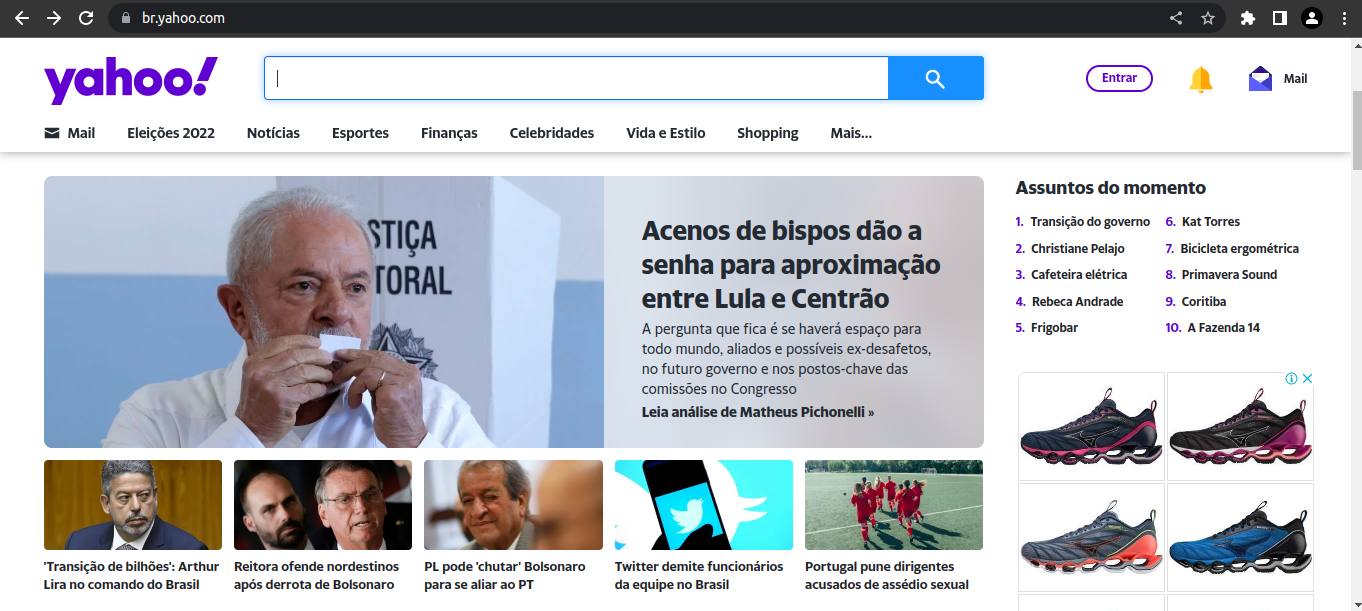 br.yahoo.com
yahoo!
Entrar
Mail
Mail
Eleições 2022
Notícias
Esportes
Finanças
Celebridades
Vida e Estilo
Shopping
Mais...
STIÇA
TORAL
Acenos de bispos dão a
senha para aproximação
entre Lula e Centrão
A pergunta que fica é se haverá espaço para
todo mundo, aliados e possíveis ex-desafetos,
no futuro governo e nos postos-chave das
comissões no Congresso
Leia análise de Matheus Pichonelli »
'Transição de bilhões': Arthur
Lira no comando do Brasil
Reitora ofende nordestinos
após derrota de Bolsonaro
PL pode 'chutar' Bolsonaro
para se aliar ao PT
Twitter demite funcionários
da equipe no Brasil
Portugal pune dirigentes
acusados de assédio sexual
Assuntos do momento
1. Transição do governo
2. Christiane Pelajo
3. Cafeteira elétrica
4. Rebeca Andrade
5. Frigobar
6. Kat Torres
7. Bicicleta ergométrica
8. Primavera Sound
9. Coritiba
10. A Fazenda 14